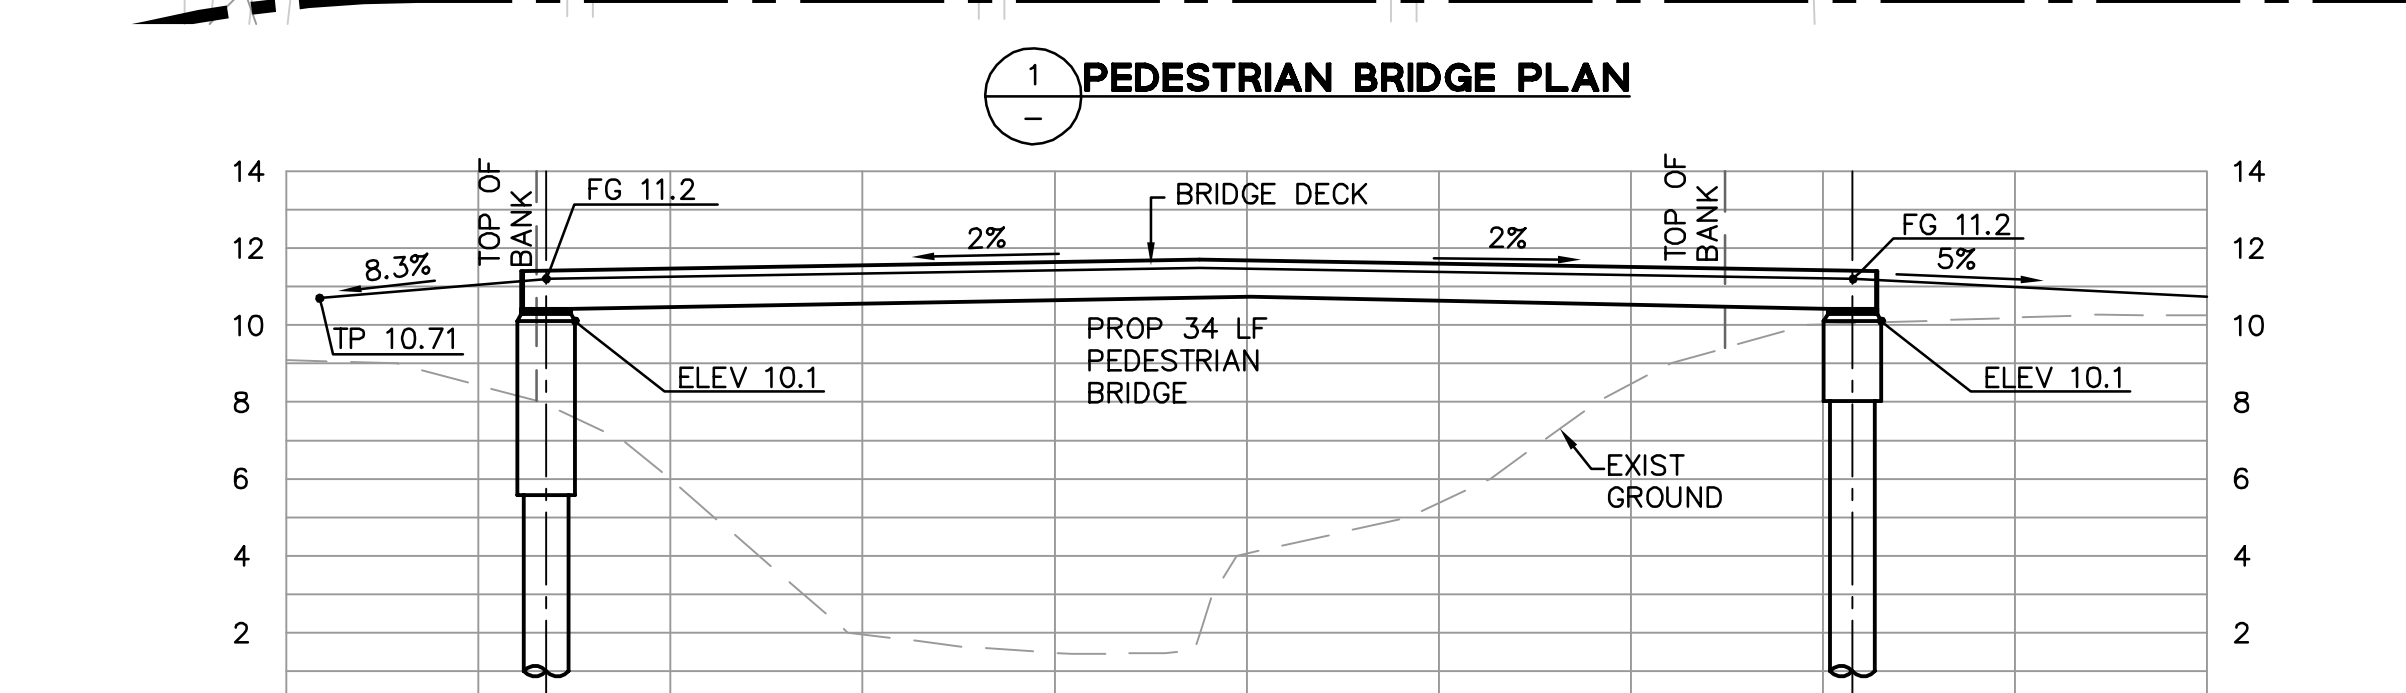 1
PEDESTRIAN BRIDGE PLAN
–
14
TOP OF
BANK
FG 11.2
BRIDGE DECK
TOP OF
BANK
14
FG 11.2
12
8.3%
2%
2%
5%
12
10
TP 10.71
PROP 34 LF
PEDESTRIAN
BRIDGE
10
ELEV 10.1
ELEV 10.1
8
8
6
EXIST
GROUND
6
4
4
2
2